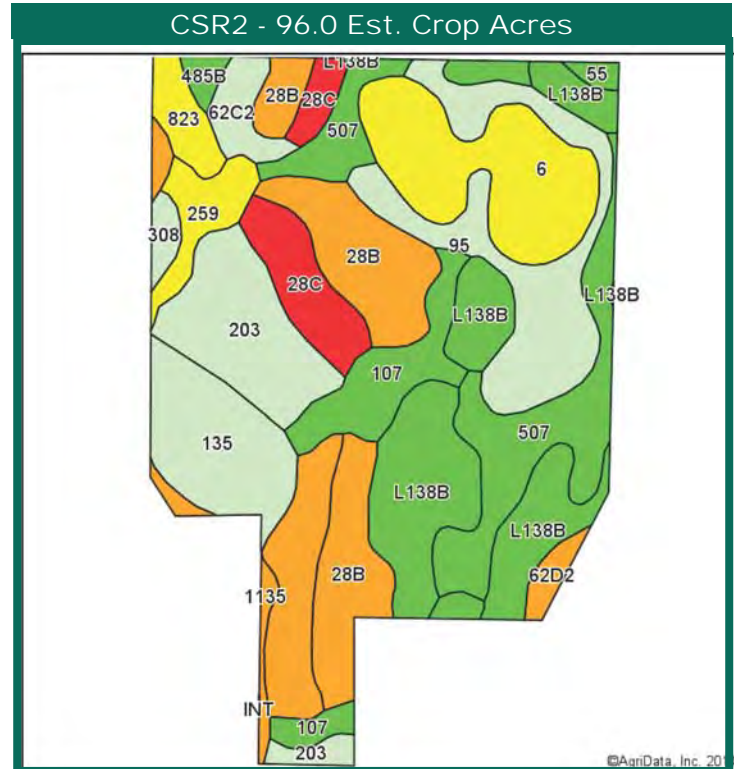 CSR2 - 96.0 Est. Crop Acres
L138B
485B
55
28B
28C
L138B
62C2
823
507
6
259
308
95
28B
28C
L138B
L138B
203
107
135
507
L138B
L138B
28B
62D2
1135
INT
107
203
©AgriData, Inc.